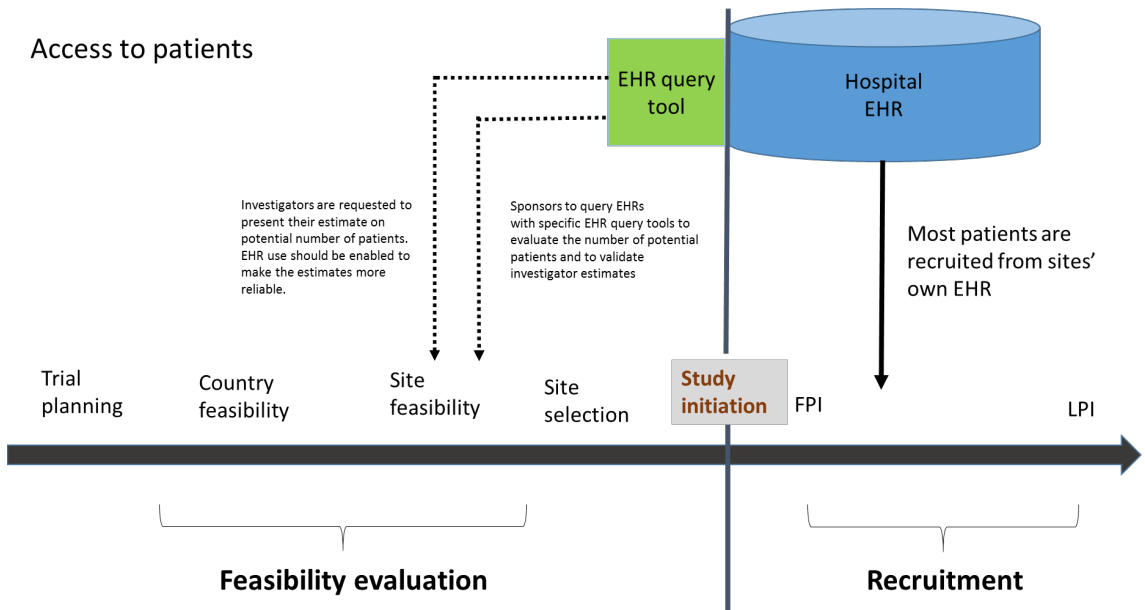 Access to patients
EHR query
tool
Hospital
EHR
Investigators are requested to
present their estimate on
potential number of patients.
EHR use should be enabled to
make the estimates more
reliable.
Sponsors to query EHRs
with specific EHR query tools to
evaluate the number of potential
patients and to validate
investigator estimates
Most patients are
recruited from sites’
own EHR
Trial
planning
Country
feasibility
Site
feasibility
Site
selection
Study
initiation
FPI
LPI
Feasibility evaluation
Recruitment